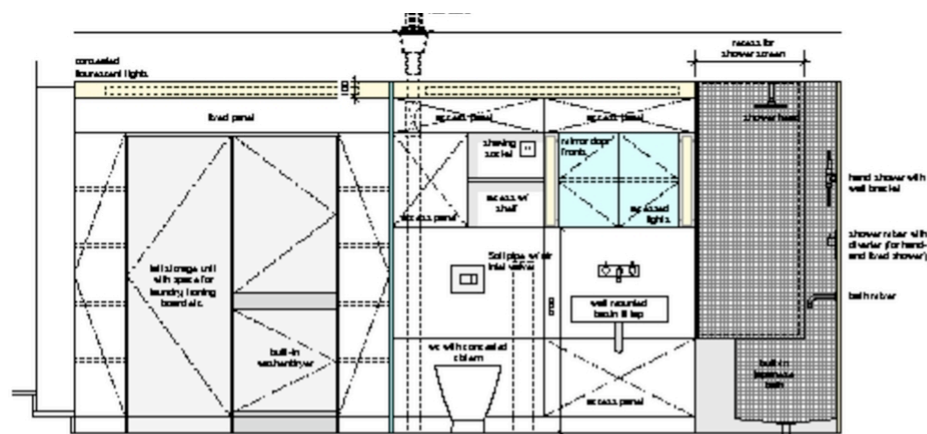 concealed
flourescent lights
recess for
shower screen
fixed panel
access panel
access panel
shower head
shaving
socket
mirror door
fronts
recess w/
shelf
access panel
recessed
lights
hand shower with
wall bracket
shower mixer with
diverter (for hand-
and fixed shower)
bath mixer
tall storage unit
with space for
laundry, ironing
board etc.
Soil pipe w/ air
inlet valve
wall mounted
basin & tap
built-in
washer/dryer
wc with concealed
cistern
built-in
japanese
bath
access panel